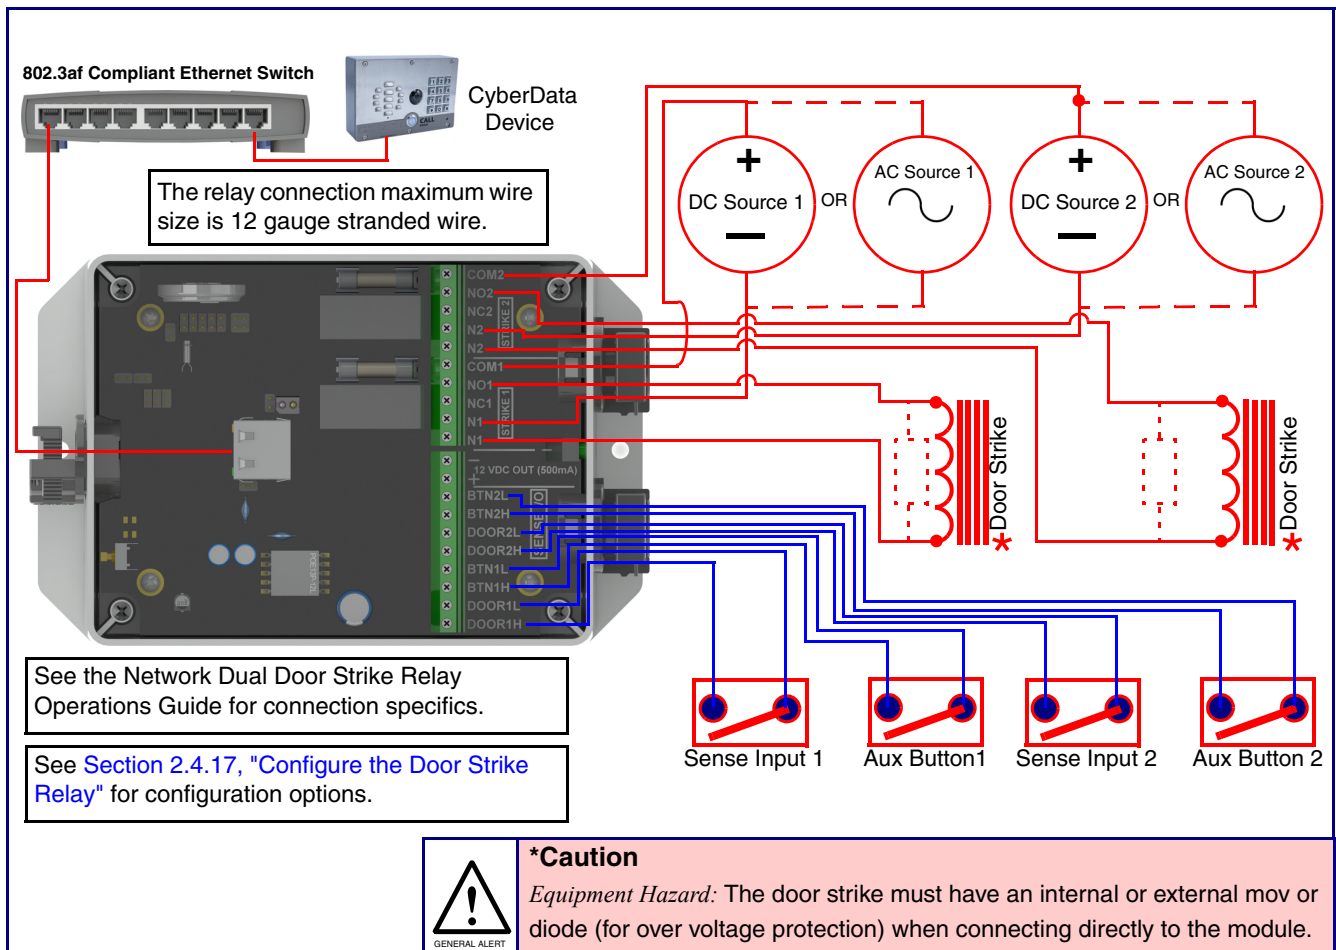 802.3af Compliant Ethernet Switch
CyberData
Device
CALL
The relay connection maximum wire
size is 12 gauge stranded wire.
+
DC Source 1
—
OR
AC Source 1
+
DC Source 2
—
OR
AC Source 2
COM2
NO2
NC2
N2
N2
STRIKE 2
COM1
NO1
NC1
N1
N1
STRIKE 1
—
+
12 VDC OUT (500mA)
BTN2L
BTN2H
DOOR2L
DOOR2H
BTN1L
BTN1H
DOOR1L
DOOR1H
SENSE I/O
POE13P-12L
*Door Strike
*Door Strike
Sense Input 1
Aux Button1
Sense Input 2
Aux Button 2
See the Network Dual Door Strike Relay
Operations Guide for connection specifics.
See Section 2.4.17, "Configure the Door Strike
Relay" for configuration options.
GENERAL ALERT
*Caution
Equipment Hazard: The door strike must have an internal or external mov or
diode (for over voltage protection) when connecting directly to the module.